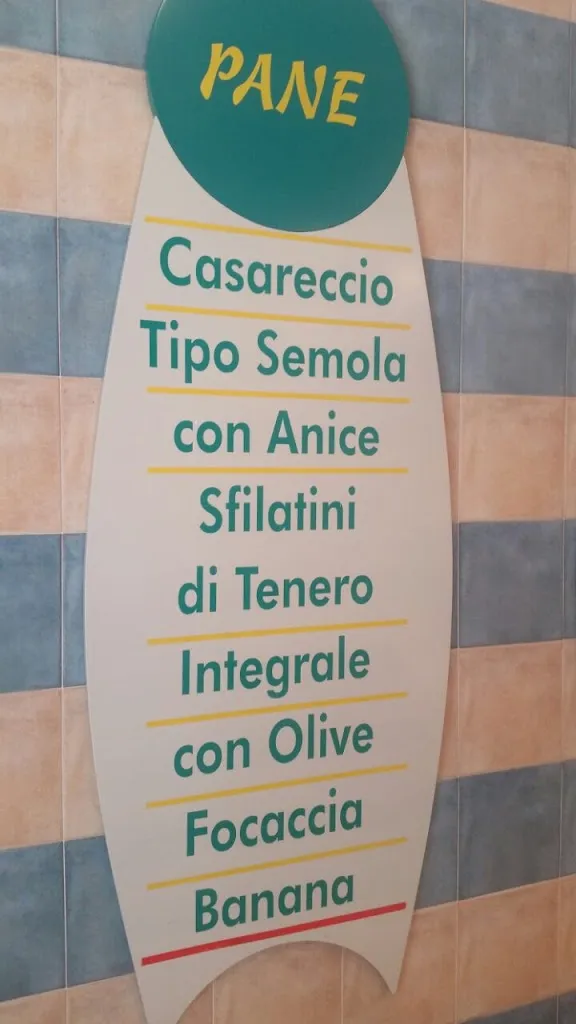 PANE
Casareccio
Tipo Semola
con Anice
Sfilatini
di Tenero
Integrale
con Olive
Focaccia
Banana